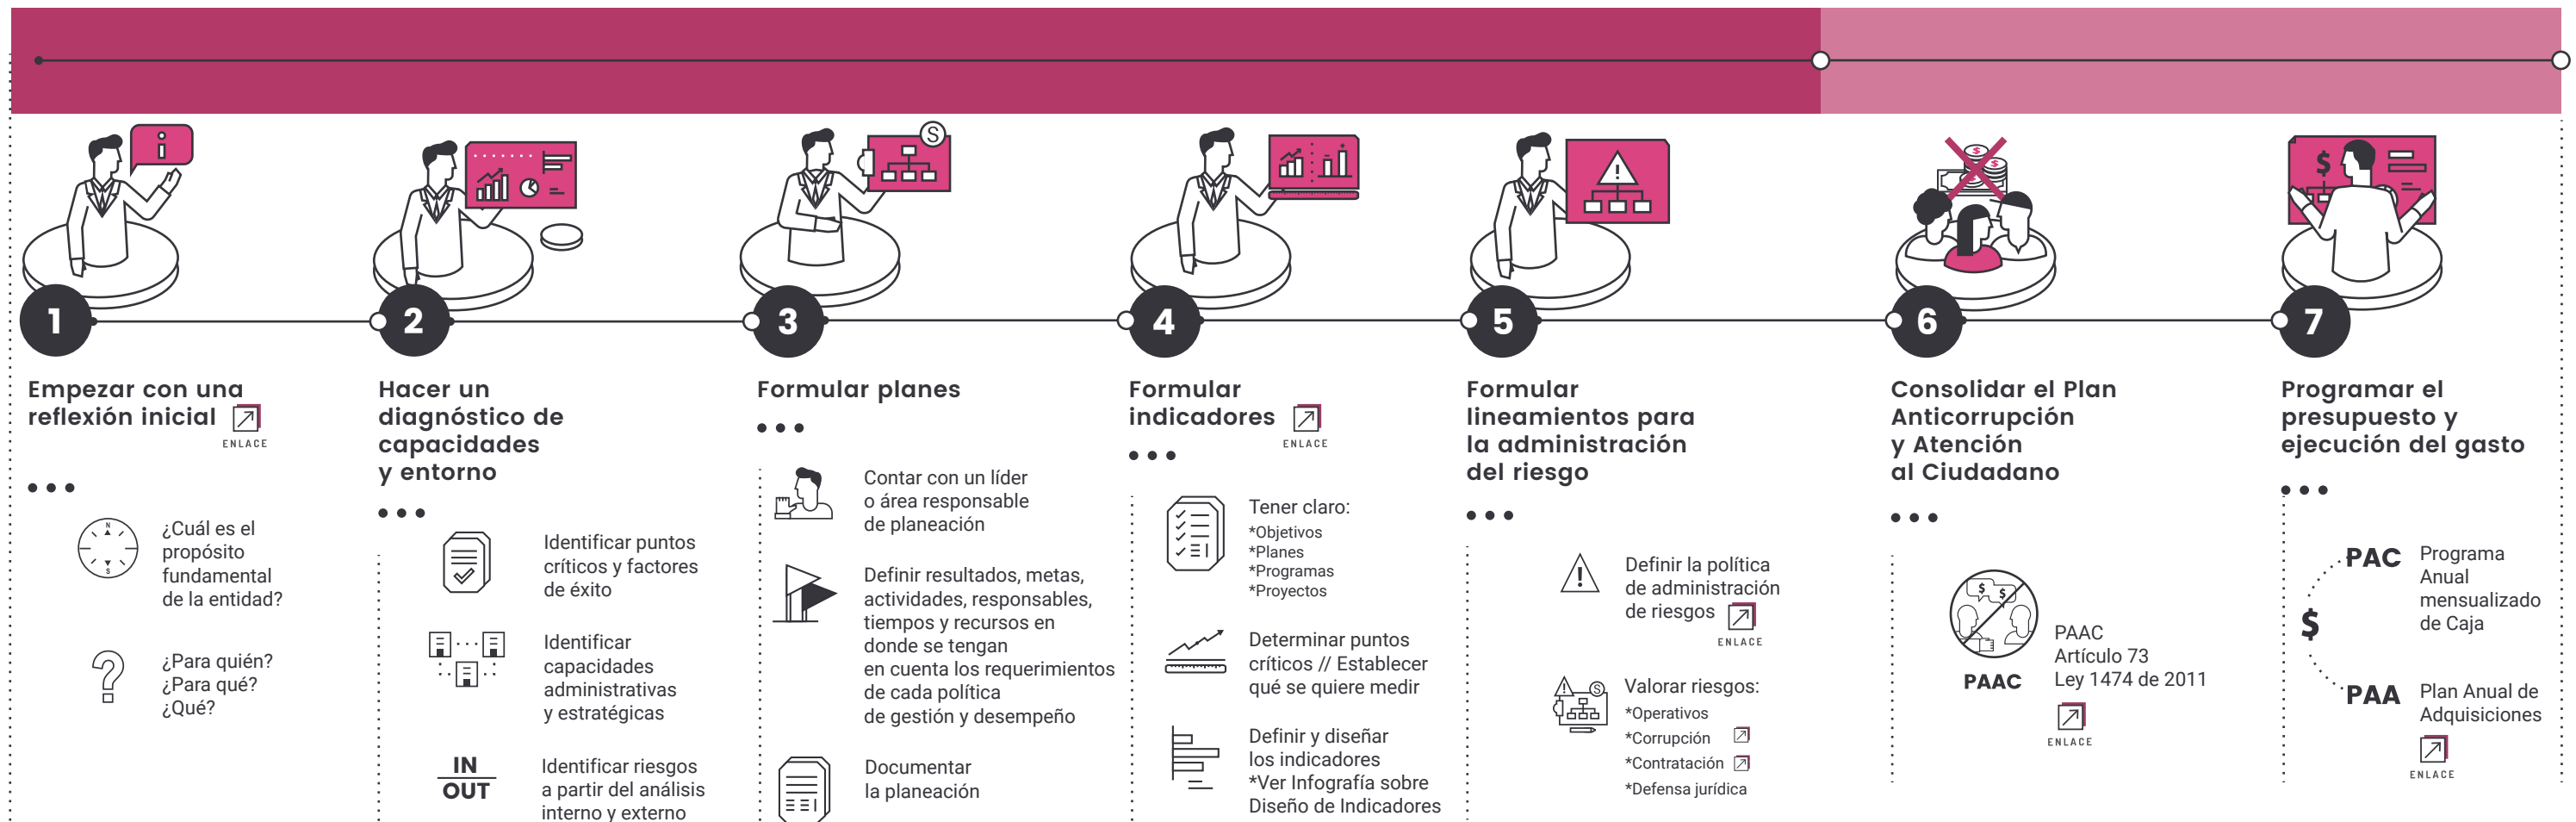 1
Empezar con una
reflexión inicial
ENLACE
¿Cuál es el
propósito
fundamental
de la entidad?
¿Para quién?
¿Para qué?
¿Qué?
2
Hacer un
diagnóstico de
capacidades
y entorno
Identificar puntos
críticos y factores
de éxito
Identificar
capacidades
administrativas
y estratégicas
IN
OUT
Identificar riesgos
a partir del análisis
interno y externo
S
3
Formular planes
Contar con un líder
o área responsable
de planeación
Definir resultados, metas,
actividades, responsables,
tiempos y recursos en
donde se tengan
en cuenta los requerimientos
de cada política
de gestión y desempeño
Documentar
la planeación
4
Formular
indicadores
ENLACE
Tener claro:
*Objetivos
*Planes
*Programas
*Proyectos
Determinar puntos
críticos // Establecer
qué se quiere medir
Definir y diseñar
los indicadores
*Ver Infografía sobre
Diseño de Indicadores
5
Formular
lineamientos para
la administración
del riesgo
Definir la política
de administración
de riesgos
ENLACE
Valorar riesgos:
*Operativos
*Corrupción
*Contratación
*Defensa jurídica
6
Consolidar el Plan
Anticorrupción
y Atención
al Ciudadano
PAAC
PAAC
Artículo 73
Ley 1474 de 2011
ENLACE
7
Programar el
presupuesto y
ejecución del gasto
$
PAC
Programa
Anual
mensualizado
de Caja
PAA
Plan Anual de
Adquisiciones
ENLACE